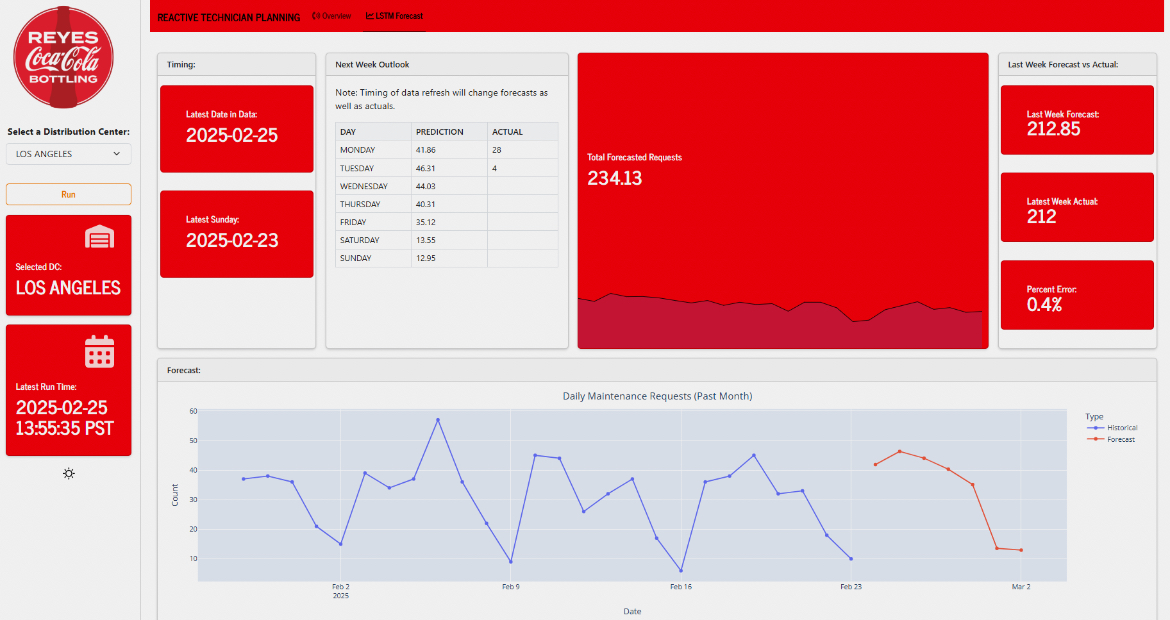 REYES
Coca-Cola
BOTTLING
Select a Distribution Center:
LOS ANGELES
Run
Selected DC:
LOS ANGELES
Latest Run Time:
2025-02-25
13:55:35 PST
REACTIVE TECHNICIAN PLANNING
Overview
LSTM Forecast
Timing:
Latest Date in Data:
2025-02-25
Latest Sunday:
2025-02-23
Next Week Outlook
Note: Timing of data refresh will change forecasts as
well as actuals.
DAY PREDICTION ACTUAL
MONDAY 41.86 28
TUESDAY 46.31 4
WEDNESDAY 44.03
THURSDAY 40.31
FRIDAY 35.12
SATURDAY 13.55
SUNDAY 12.95
Total Forecasted Requests
234.13
Last Week Forecast vs Actual:
Last Week Forecast:
212.85
Latest Week Actual:
212
Percent Error:
0.4%
Forecast:
Daily Maintenance Requests (Past Month)
60
50
40
30
20
10
Count
Feb 2
2025
Feb 9
Feb 16
Feb 23
Mar 2
Date
Type
Historical
Forecast